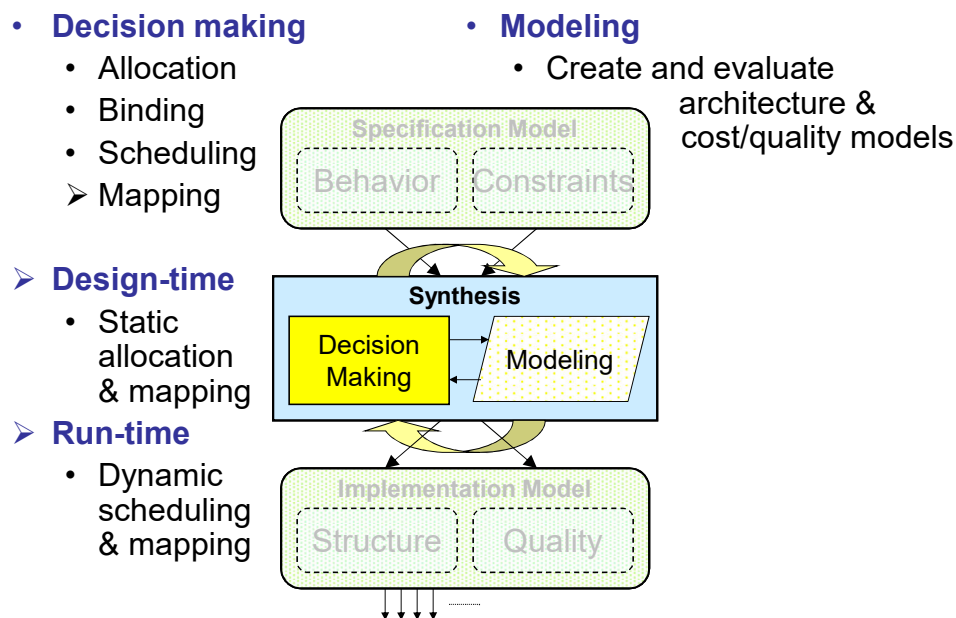 • Decision making
• Allocation
• Binding
• Scheduling
➢ Mapping
➢ Design-time
• Static
allocation
& mapping
➢ Run-time
• Dynamic
scheduling
& mapping
• Modeling
• Create and evaluate
architecture &
cost/quality models
Specification Model
Behavior
Constraints
Synthesis
Decision
Making
Modeling
Implementation Model
Structure
Quality